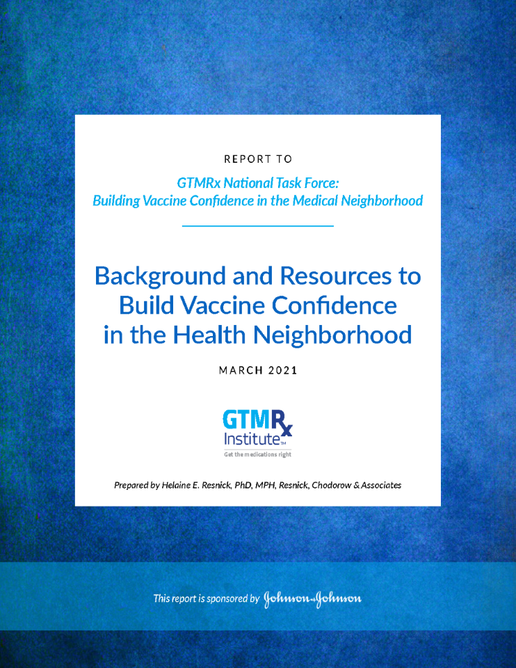 REPORT TO
GTMRx National Task Force:
Building Vaccine Confidence in the Medical Neighborhood
Background and Resources to
Build Vaccine Confidence
in the Health Neighborhood
MARCH 2021
GTMRx
Institute™
Get the medications right
Prepared by Helaine E. Resnick, PhD, MPH, Resnick, Chodorow & Associates
This report is sponsored by Johnson & Johnson